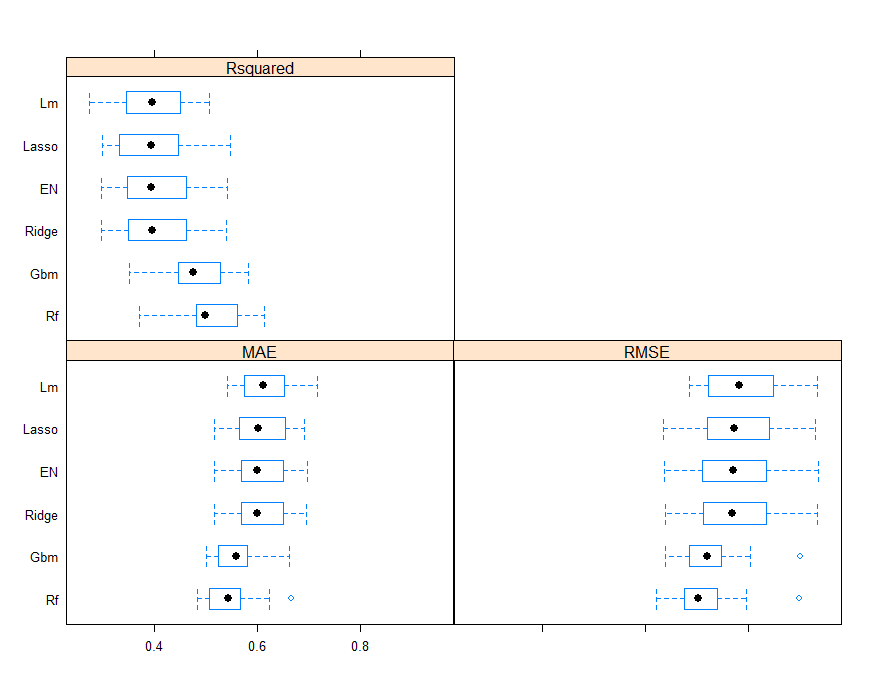 Rsquared
Lm
Lasso
EN
Ridge
Gbm
Rf
MAE
RMSE
Lm
Lasso
EN
Ridge
Gbm
Rf
0.4 0.6 0.8